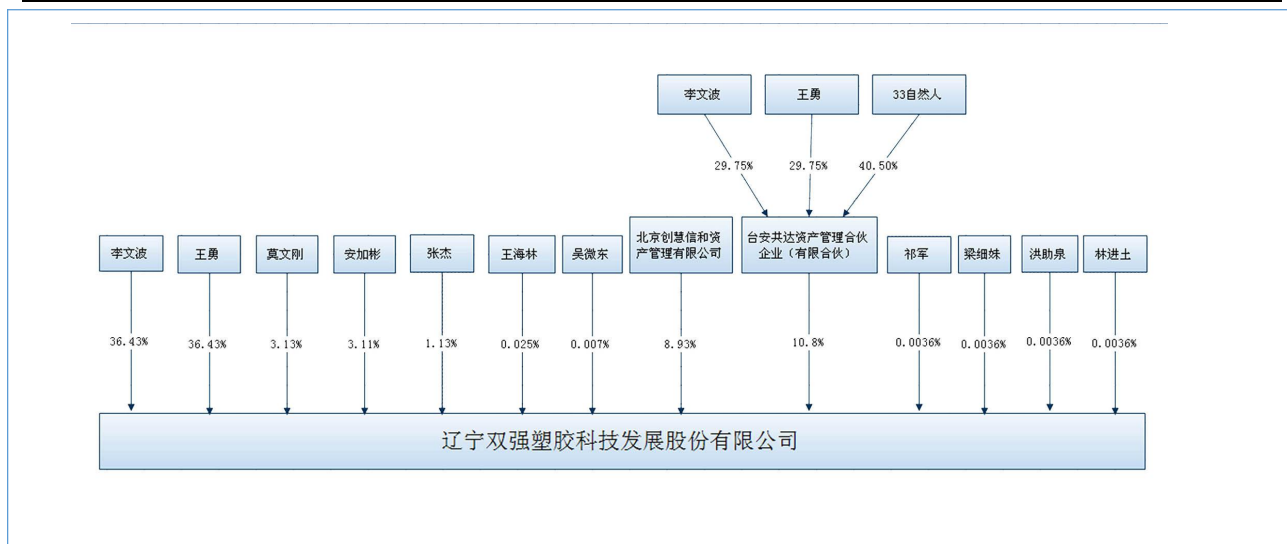 李文波
王勇
33自然人
29.75%
29.75%
40.50%
李文波
王勇
莫文刚
安加彬
张杰
王海林
吴微东
北京创慧信和资
产管理有限公司
台安共达资产管理合伙
企业（有限合伙）
祁军
梁细妹
洪助泉
林进土
36.43%
36.43%
3.13%
3.11%
1.13%
0.025%
0.007%
8.93%
10.8%
0.0036%
0.0036%
0.0036%
0.0036%
辽宁双强塑胶科技发展股份有限公司